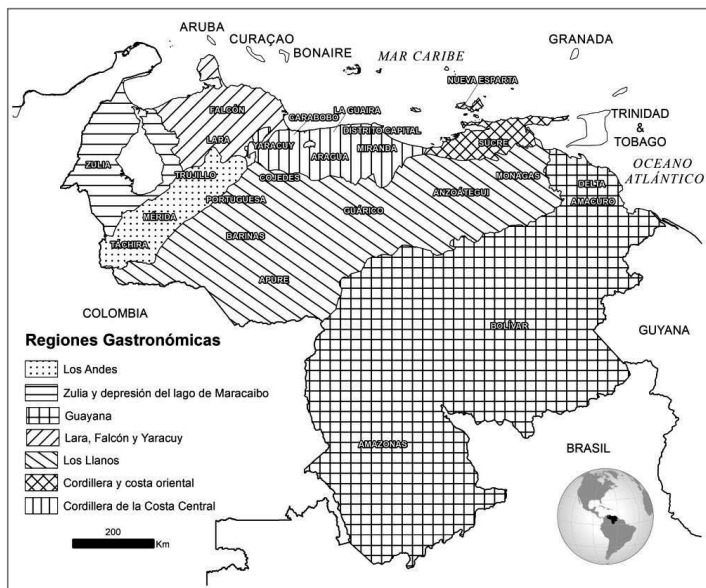 ARUBA
CURAÇAO
BONAIRE
MAR CARIBE
GRANADA
NUEVA ESPARTA
LA GUAIRA
FALCÓN
CARABOBO
DISTRITO CAPITAL
TRINIDAD
&
TOBAGO
LARA
YARACUY
ARAGUA
MIRANDA
SUCRE
OCEANO
ATLÁNTICO
ZULIA
TRUJILLO
COJEDES
MONAGAS
ANZOÁTEGUI
DELTA
AMACURO
PORTUGUESA
GUÁRICO
MÉRIDA
BARINAS
TÁCHIRA
APURE
COLOMBIA
BOLÍVAR
GUYANA
AMAZONAS
BRASIL
Regiones Gastronómicas
Los Andes
Zulia y depresión del lago de Maracaibo
Guayana
Lara, Falcón y Yaracuy
Los Llanos
Cordillera y costa oriental
Cordillera de la Costa Central
200
Km